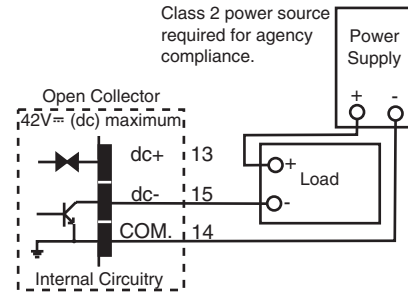 Class 2 power source
required for agency
compliance.
Power
Supply
+ -
Open Collector
42V⎓ (dc) maximum
dc+ 13
dc- 15
COM. 14
+
Load
-
Internal Circuitry